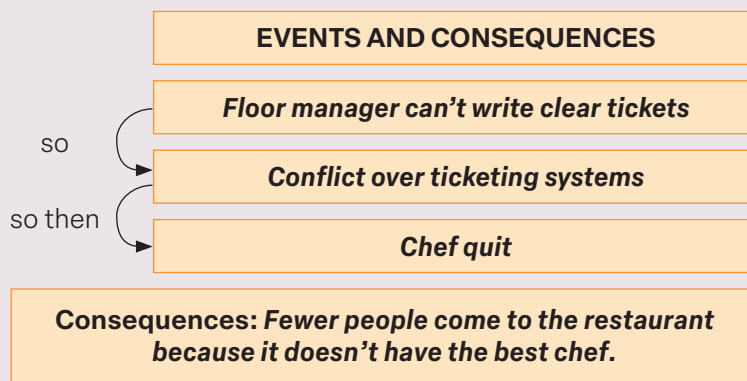 EVENTS AND CONSEQUENCES
Floor manager can’t write clear tickets
so
Conflict over ticketing systems
so then
Chef quit
Consequences: Fewer people come to the restaurant
because it doesn’t have the best chef.